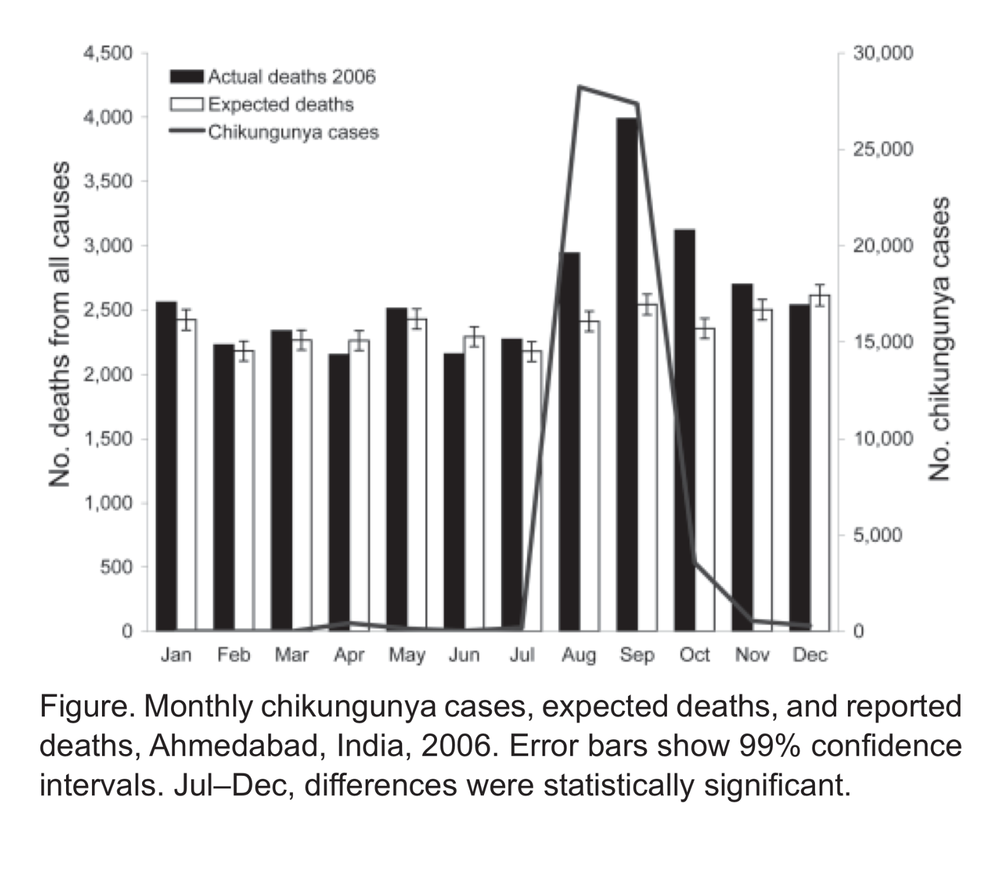 4,500
4,000
3,500
3,000
2,500
2,000
1,500
1,000
500
0
No. deaths from all causes
Actual deaths 2006
Expected deaths
Chikungunya cases
30,000
25,000
20,000
15,000
10,000
5,000
0
No. chikungunya cases
Jan Feb Mar Apr May Jun Jul Aug Sep Oct Nov Dec
Figure. Monthly chikungunya cases, expected deaths, and reported
deaths, Ahmedabad, India, 2006. Error bars show 99% confidence
intervals. Jul–Dec, differences were statistically significant.